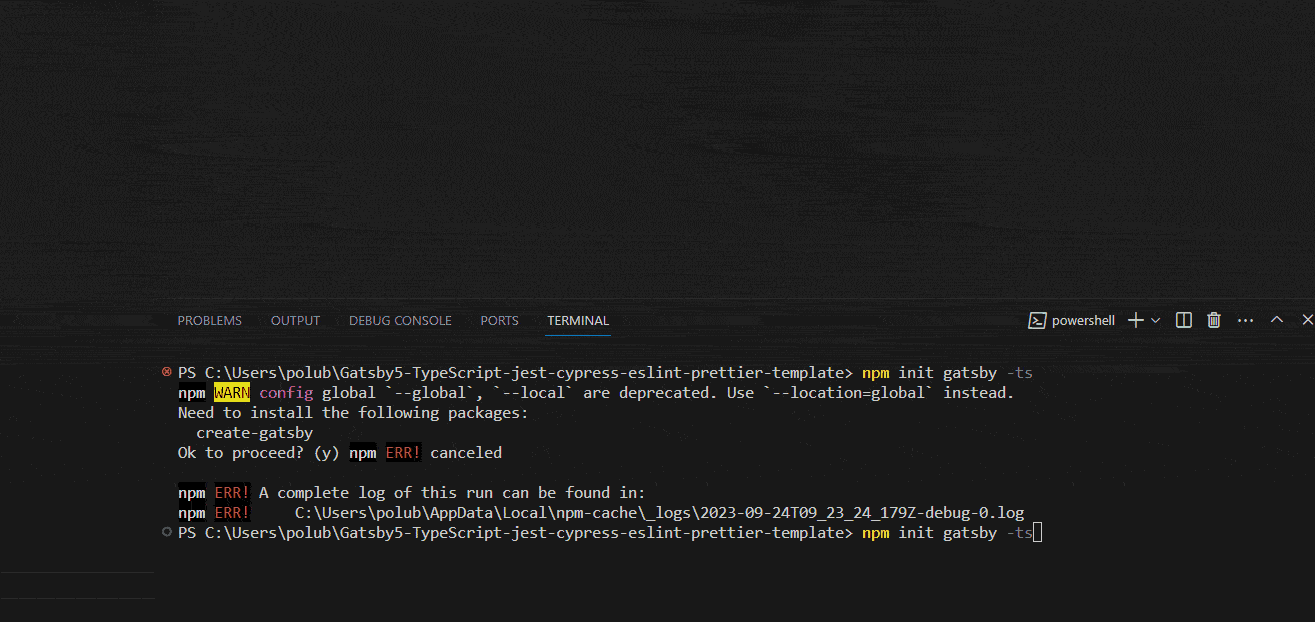 PROBLEMS OUTPUT DEBUG CONSOLE PORTS TERMINAL powershell
PS C:\Users\polub\Gatsby5-TypeScript-jest-cypress-eslint-prettier-template> npm init gatsby -ts
npm WARN config global `--global`, `--local` are deprecated. Use `--location=global` instead.
Need to install the following packages:
  create-gatsby
Ok to proceed? (y) npm ERR! canceled
npm ERR! A complete log of this run can be found in:
npm ERR!     C:\Users\polub\AppData\Local\npm-cache\_logs\2023-09-24T09_23_24_179Z-debug-0.log
PS C:\Users\polub\Gatsby5-TypeScript-jest-cypress-eslint-prettier-template> npm init gatsby -ts